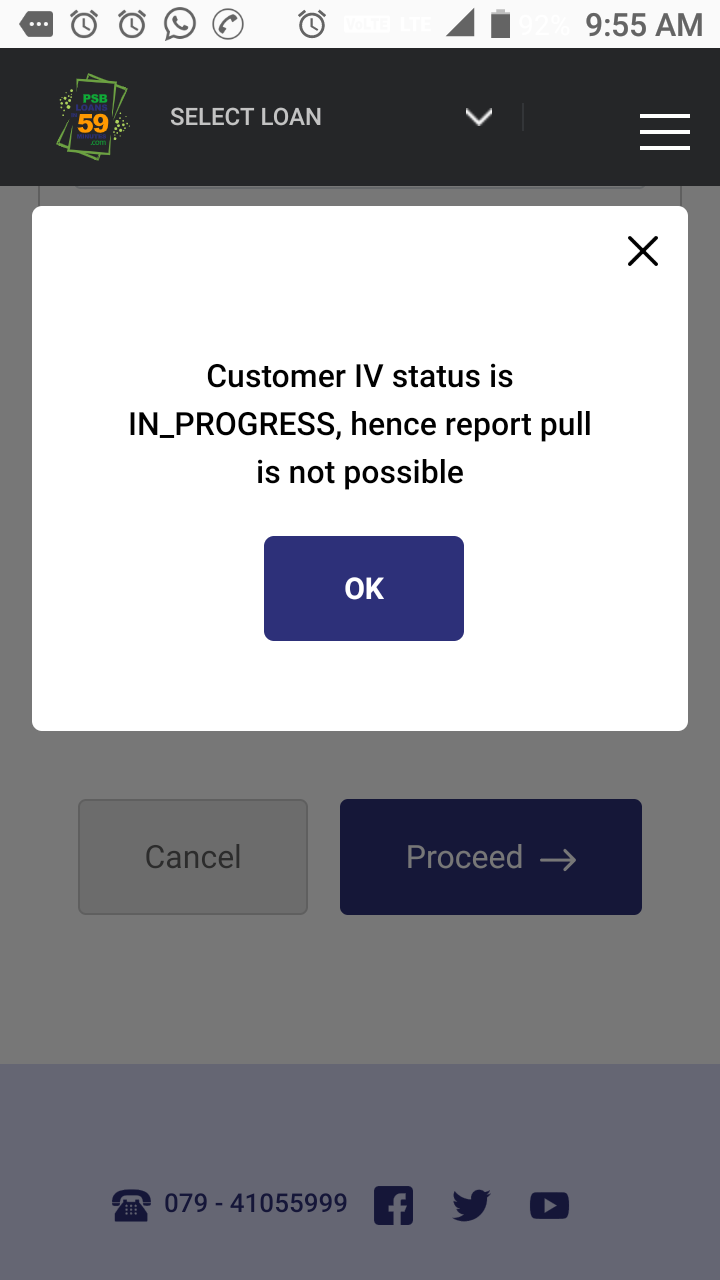 VoLTE LTE 92% 9:55 AM
PSB
LOANS
59
.com
SELECT LOAN
Customer IV status is
IN_PROGRESS, hence report pull
is not possible
OK
Cancel
Proceed
079 - 41055999